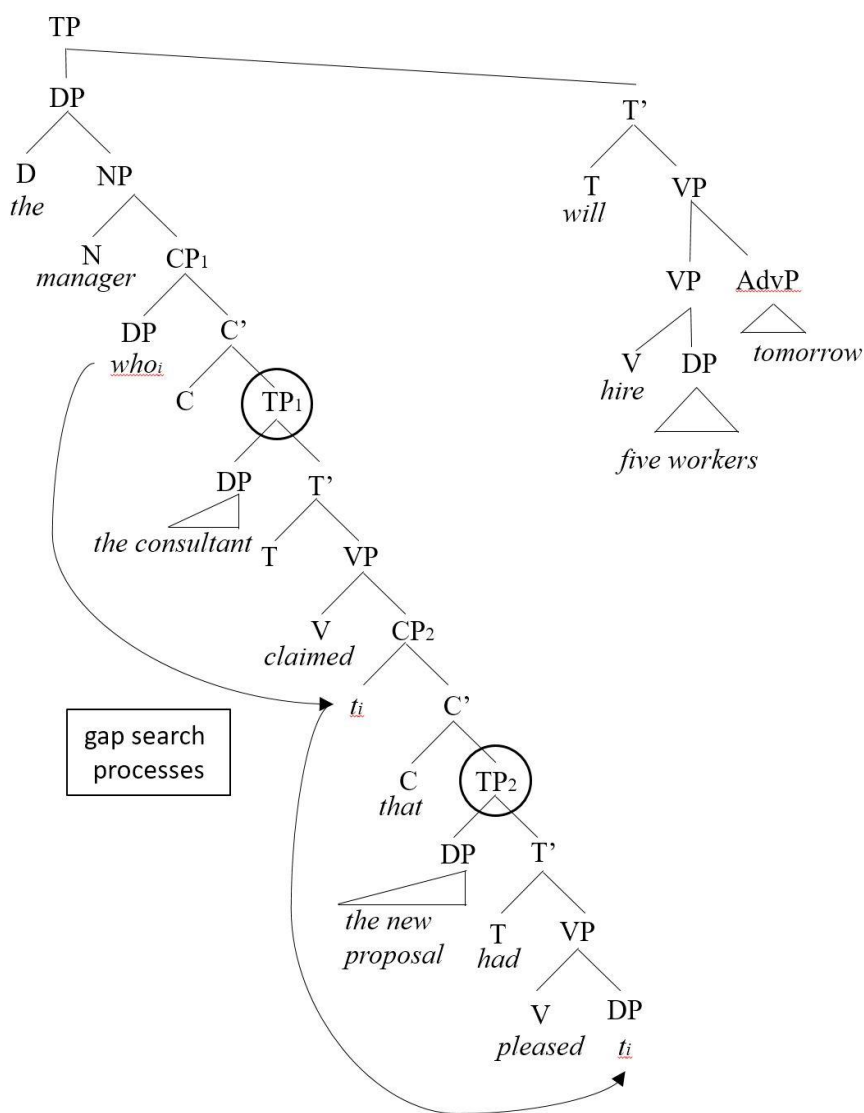 TP
DP T’
D NP T VP
the will
N CP1 VP AdvP
manager
DP C’ V DP tomorrow
whoi hire
C TP1
five workers
DP T’
the consultant T VP
V CP2
claimed
ti C’
gap search
processes
C TP2
that
DP T’
the new T VP
proposal had
V DP
pleased ti